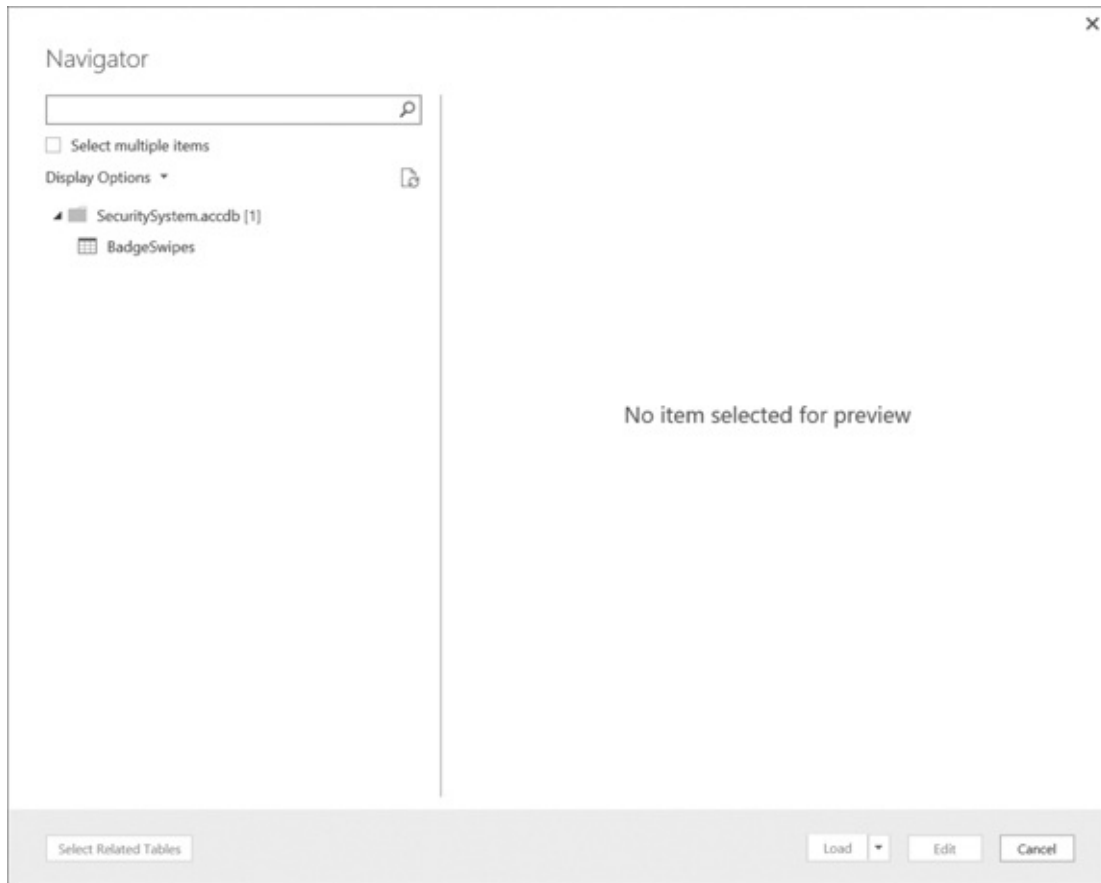 Navigator
Select multiple items
Display Options
SecuritySystem.accdb [1]
BadgeSwipes
No item selected for preview
Select Related Tables
Load
Edit
Cancel